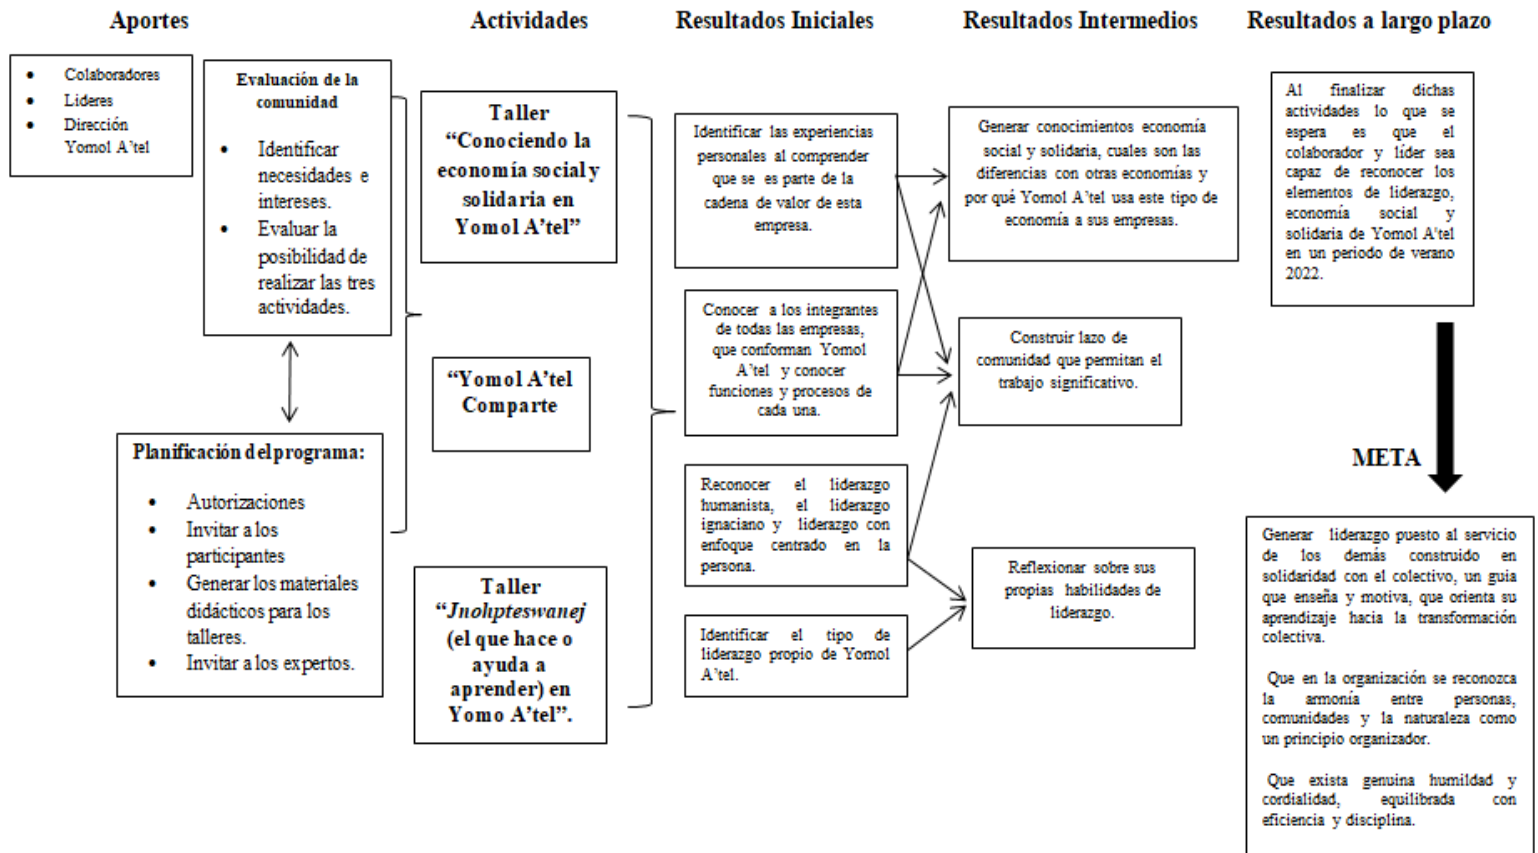 Aportes
Actividades
Resultados Iniciales
Resultados Intermedios
Resultados a largo plazo
• Colaboradores
• Lideres
• Dirección
Yomol A’tel
Evaluación de la
comunidad
• Identificar
necesidades e
intereses.
• Evaluar la
posibilidad de
realizar las tres
actividades.
Planificación del programa:
• Autorizaciones
• Invitar a los
participantes
• Generar los materiales
didácticos para los
talleres.
• Invitar a los expertos.
Taller
“Conociendo la
economía social y
solidaria en
Yomol A’tel”
“Yomol A’tel
Comparte
Taller
“Jnohpteswanej
(el que hace o
ayuda a
aprender) en
Yomo A’tel”.
Identificar las experiencias
personales al comprender
que se es parte de la
cadena de valor de esta
empresa.
Conocer a los integrantes
de todas las empresas,
que conforman Yomol
A’tel y conocer
funciones y procesos de
cada una.
Reconocer el liderazgo
humanista, el liderazgo
ignaciano y liderazgo con
enfoque centrado en la
persona.
Identificar el tipo de
liderazgo propio de Yomol
A’tel.
Generar conocimientos economía
social y solidaria, cuales son las
diferencias con otras economías y
por qué Yomol A’tel usa este tipo de
economía a sus empresas.
Construir lazo de
comunidad que permitan el
trabajo significativo.
Reflexionar sobre sus
propias habilidades de
liderazgo.
Al finalizar dichas
actividades lo que se
espera es que el
colaborador y líder sea
capaz de reconocer los
elementos de liderazgo,
economía social y
solidaria de Yomol A’tel
en un periodo de verano
2022.
META
Generar liderazgo puesto al servicio
de los demás construido en
solidaridad con el colectivo, un guia
que enseña y motiva, que orienta su
aprendizaje hacia la transformación
colectiva.
Que en la organización se reconozca
la armonía entre personas,
comunidades y la naturaleza como
un principio organizador.
Que exista genuina humildad y
cordialidad, equilibrada con
eficiencia y disciplina.